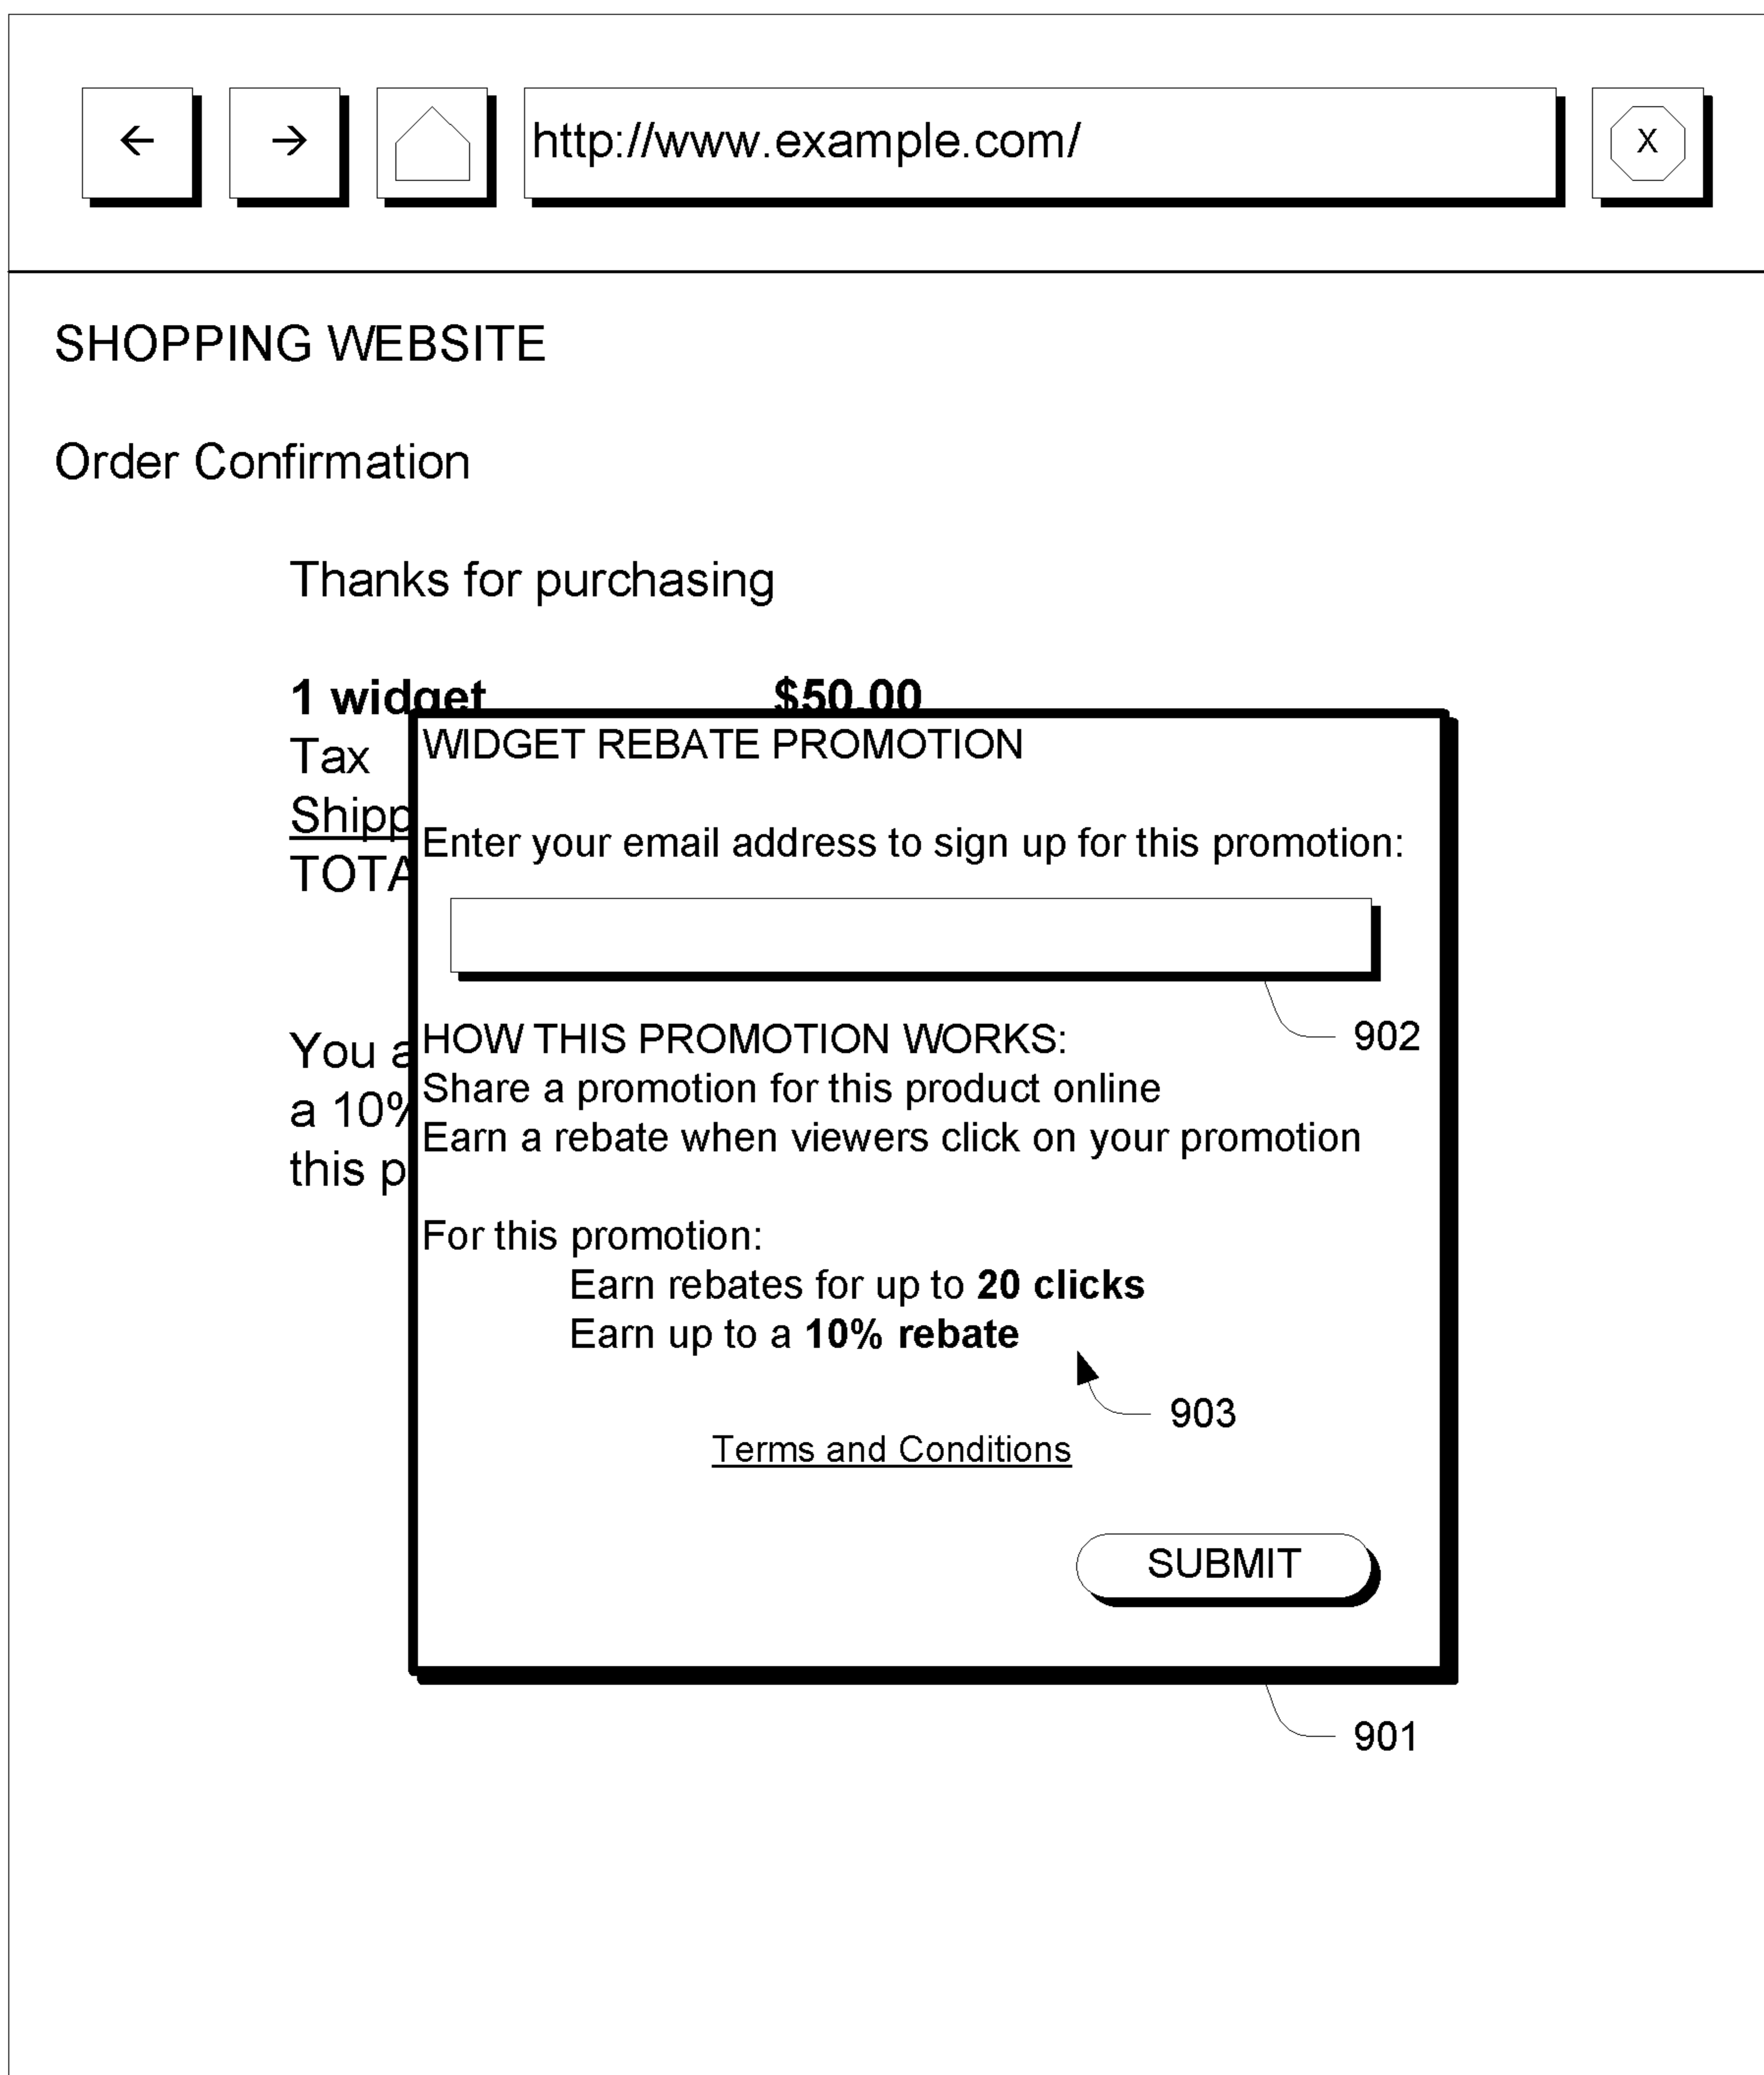 http://www.example.com/
X
SHOPPING WEBSITE
Order Confirmation
Thanks for purchasing
1 widget $50.00
Tax
Shipp
TOTA
You a
a 10%
this p
WIDGET REBATE PROMOTION
Enter your email address to sign up for this promotion:
902
HOW THIS PROMOTION WORKS:
Share a promotion for this product online
Earn a rebate when viewers click on your promotion
For this promotion:
Earn rebates for up to 20 clicks
Earn up to a 10% rebate
903
Terms and Conditions
SUBMIT
901